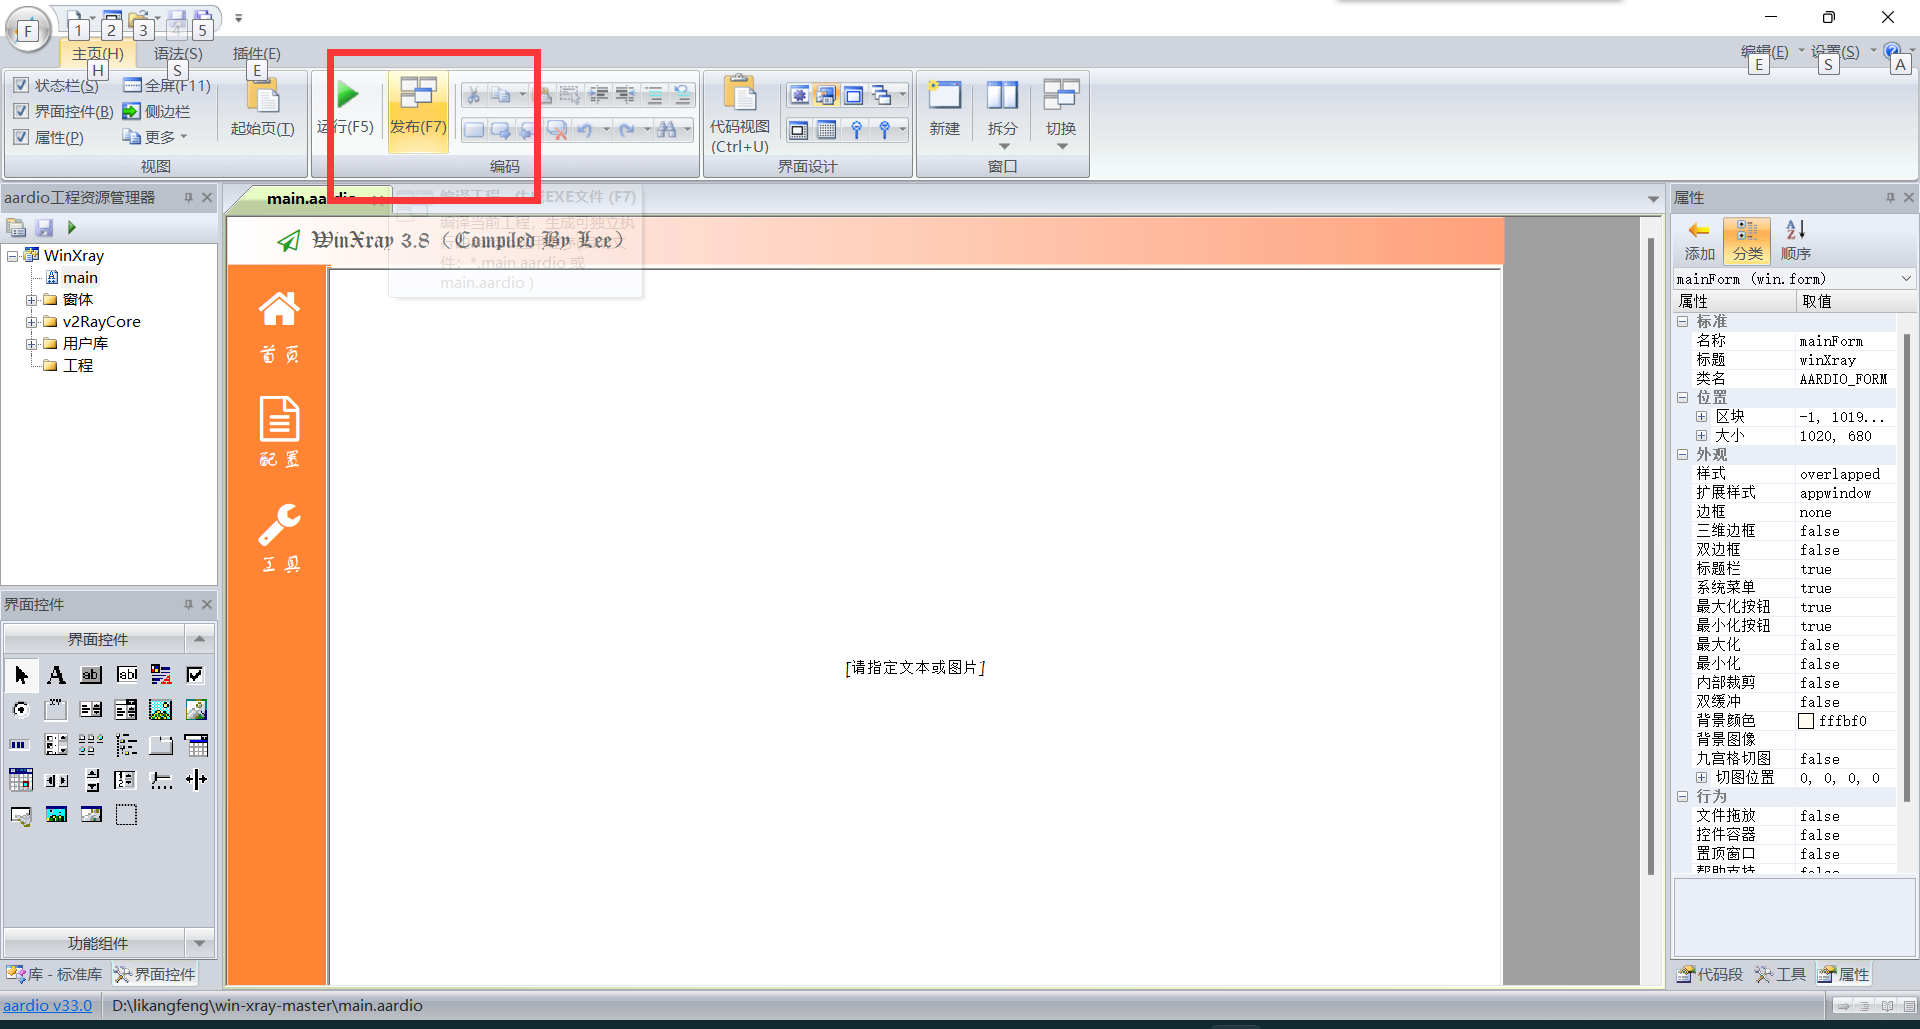 F
1 2 3 4 5
主页(H) 语法(S) 插件(E) 编辑(E) 设置(S)
H S E E S A
状态栏(S) 全屏(F11)
界面控件(B) 侧边栏
属性(P) 更多
起始页(T)
视图
运行(F5) 发布(F7)
编码
代码视图
(Ctrl+U)
界面设计
新建 拆分 切换
窗口
aardio工程资源管理器
WinXray
main
窗体
v2RayCore
用户库
工程
界面控件
界面控件
功能组件
库 - 标准库 界面控件
main.aardio
EXE文件 (F7)
编译当前工程，生成可独立执
件：*.main.aardio 或
main.aardio )
WinXray 3.8（Compiled By Lee）
首页
配置
工具
[请指定文本或图片]
属性
添加 分类 顺序
mainForm (win.form)
属性 取值
标准
名称 mainForm
标题 winXray
类名 AARDIO_FORM
位置
区块 -1, 1019...
大小 1020, 680
外观
样式 overlapped
扩展样式 appwindow
边框 none
三维边框 false
双边框 false
标题栏 true
系统菜单 true
最大化按钮 true
最小化按钮 true
最大化 false
最小化 false
内部裁剪 false
双缓冲 false
背景颜色 fffbf0
背景图像
九宫格切图 false
切图位置 0, 0, 0, 0
行为
文件拖放 false
控件容器 false
置顶窗口 false
帮助支持 false
代码段 工具 属性
aardio v33.0 D:\likangfeng\win-xray-master\main.aardio